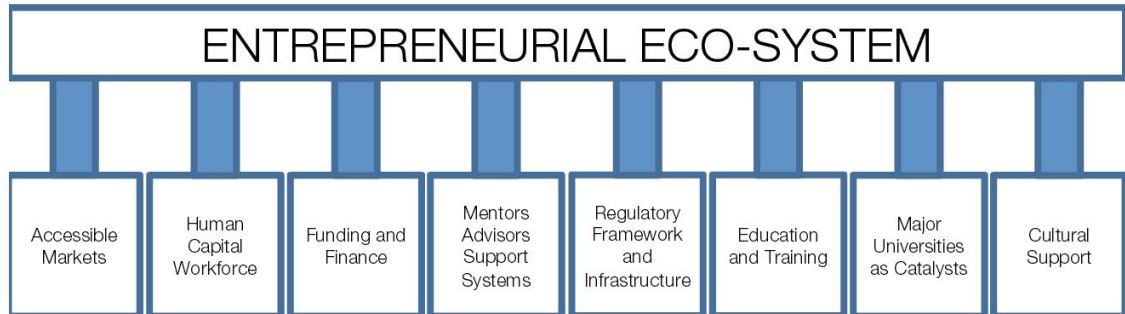 ENTREPRENEURIAL ECO-SYSTEM
Accessible
Markets
Human
Capital
Workforce
Funding and
Finance
Mentors
Advisors
Support
Systems
Regulatory
Framework
and
Infrastructure
Education
and Training
Major
Universities
as Catalysts
Cultural
Support